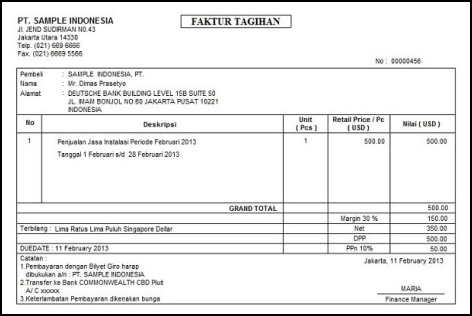 PT. SAMPLE INDONESIA
FAKTUR TAGIHAN
Jl. JEND SUDIRMAN N0.43
Jakarta Utara 14330
Telp. (021) 669 6666
Fax. (021) 6669 5566
No : 00000456
Pembeli : SAMPLE INDONESIA, PT.
Nama : Mr. Dimas Prasetyo
Alamat : DEUTSCHE BANK BUILDING LEVEL 15B SUITE 50
JL. IMAM BONJOL NO.60 JAKARTA PUSAT 10221
INDONESIA
No Deskripsi Unit ( Pcs ) Retail Price / Pc ( USD ) Nilai ( USD )
1 Penjualan Jasa Instalasi Periode Februari 2013 1 500.00 500.00
Tanggal 1 Februari s/d 28 Februari 2013
GRAND TOTAL 500.00
Margin 30 % 150.00
Terbilang : Lima Ratus Lima Puluh Singapore Dollar Net 350.00
DPP 500.00
DUEDATE : 11 February 2013 PPn 10% 50.00
Catatan :
Jakarta, 11 February 2013
1.Pembayaran dengan Bilyet Giro harap
dibukukan a/n : PT. SAMPLE INDONESIA
2.Transfer ke Bank COMMONWEALTH CBD Pluit
A/ C xxxxx
MARIA
3.Keterlambatan Pembayaran dikenakan bunga
Finance Manager